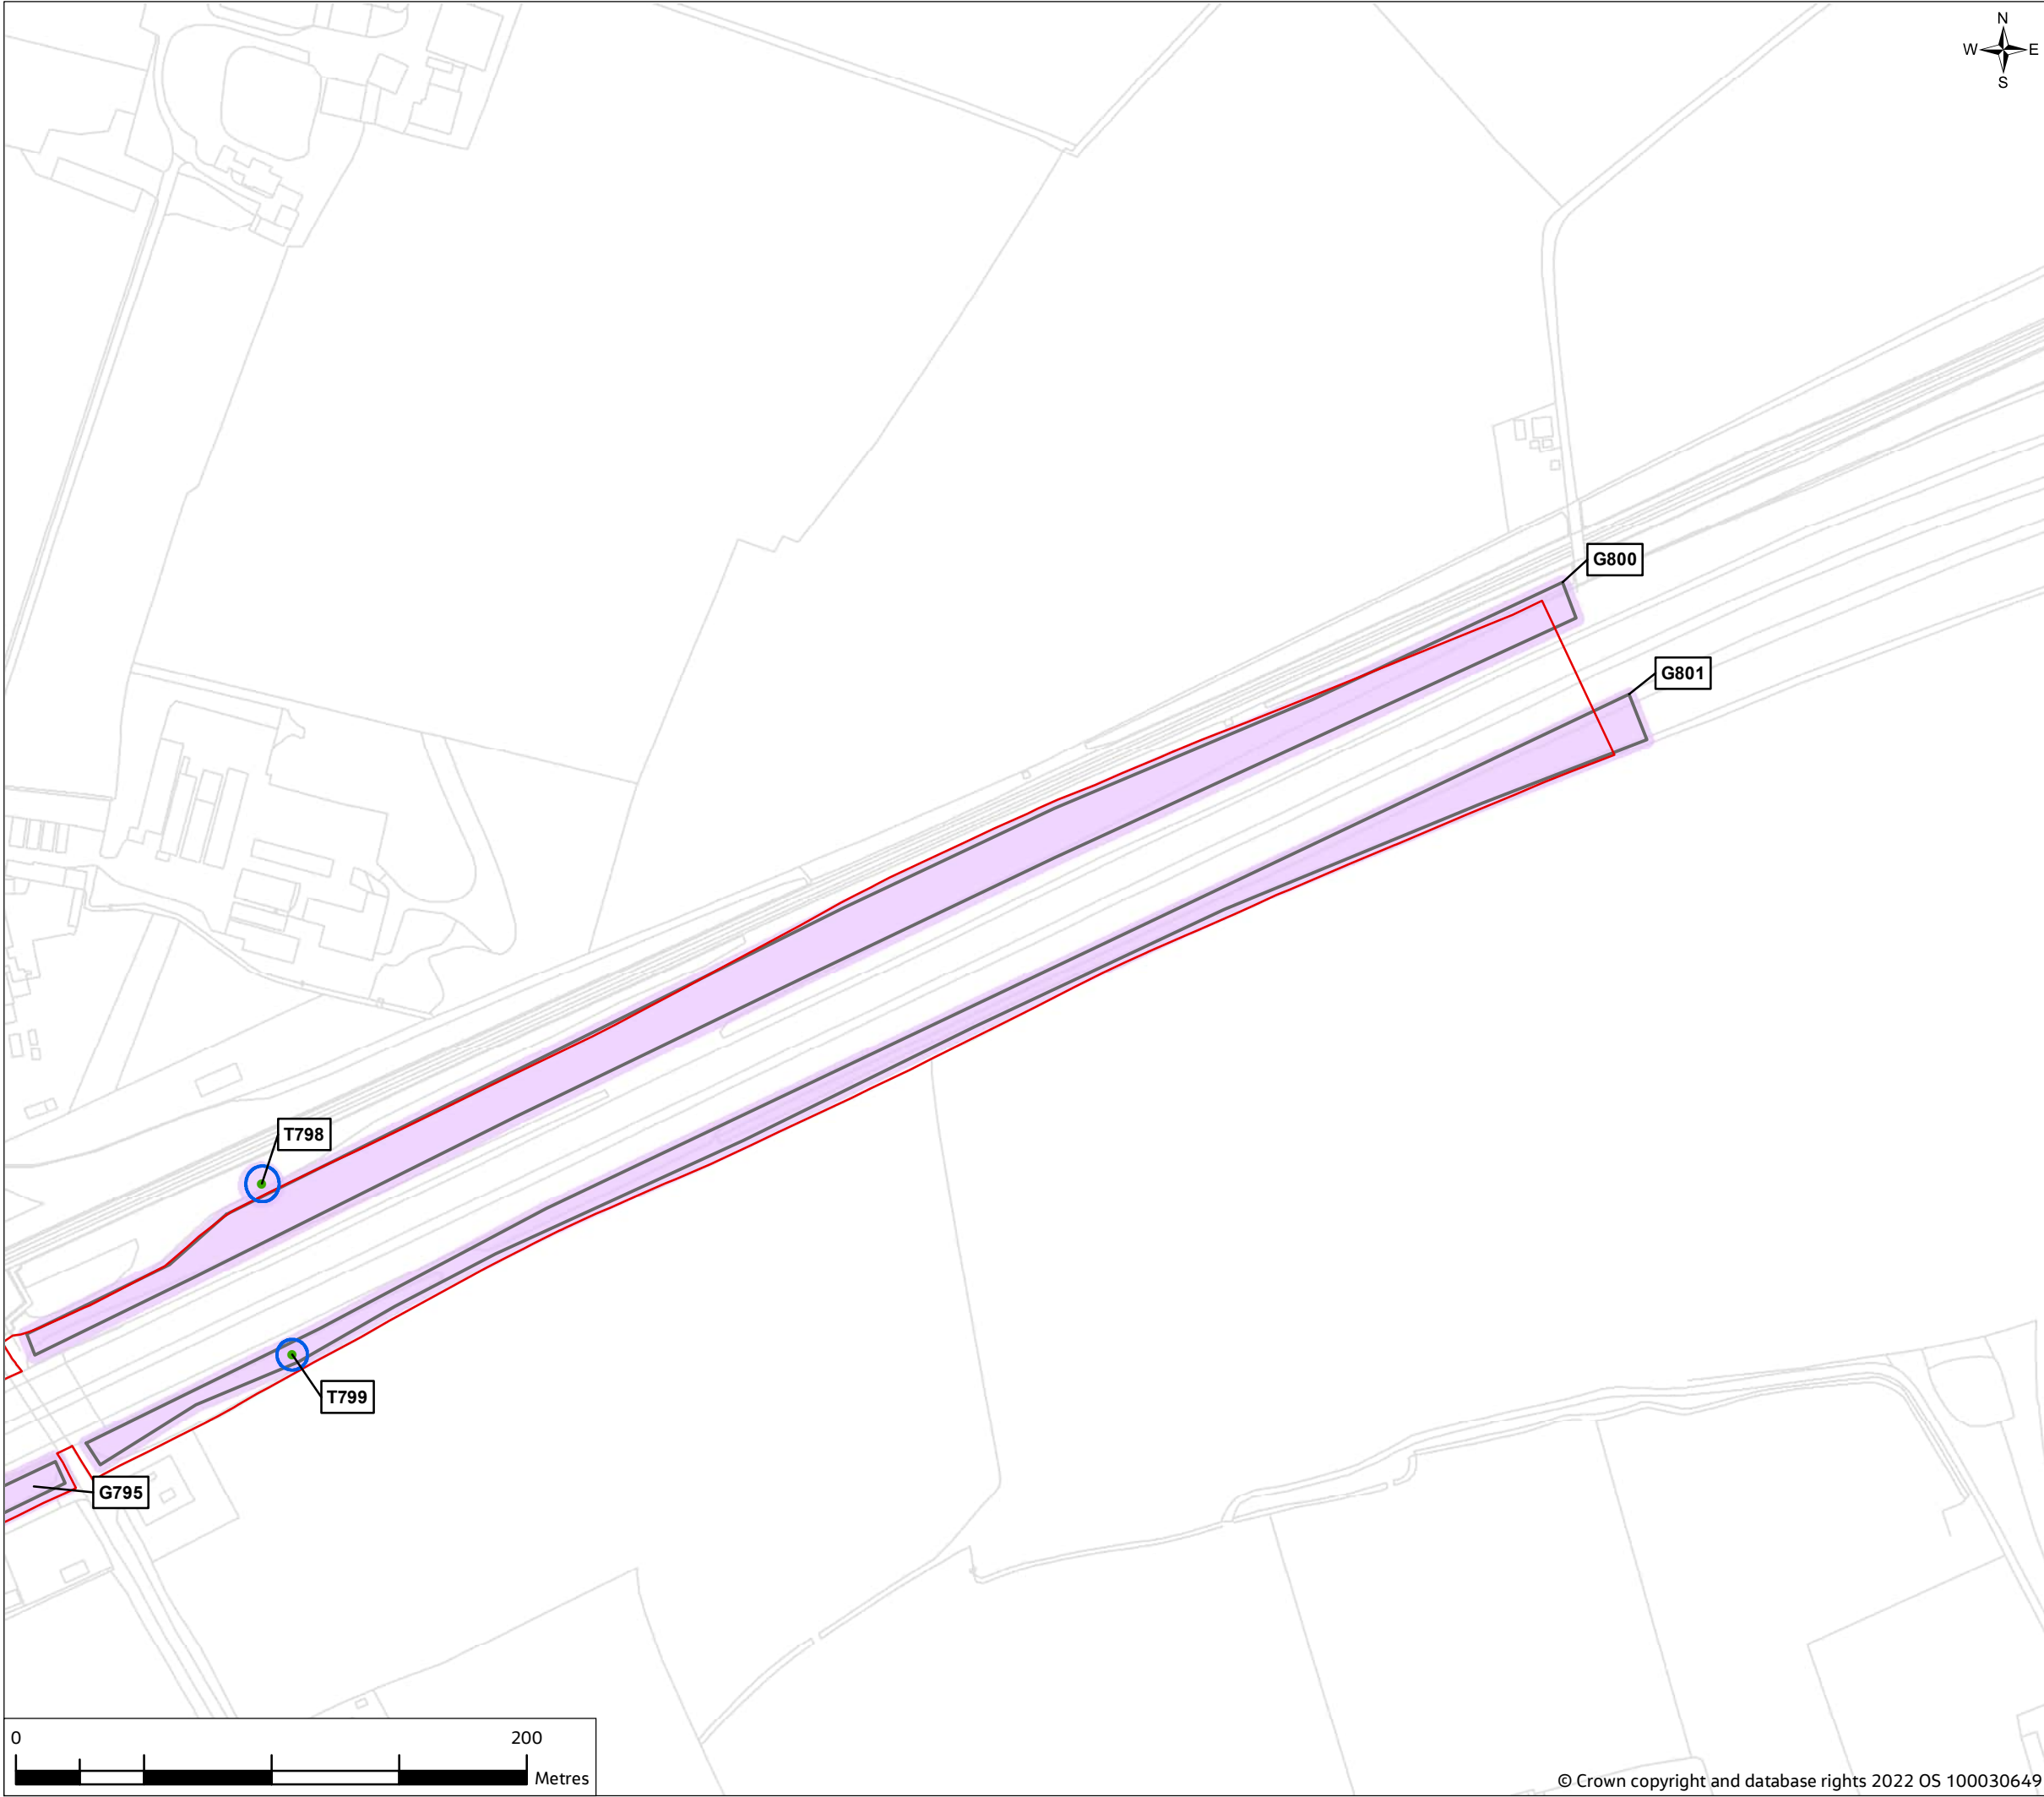 N
W E
S
G800
G801
T798
T799
G795
0 200
Metres
© Crown copyright and database rights 2022 OS 100030649